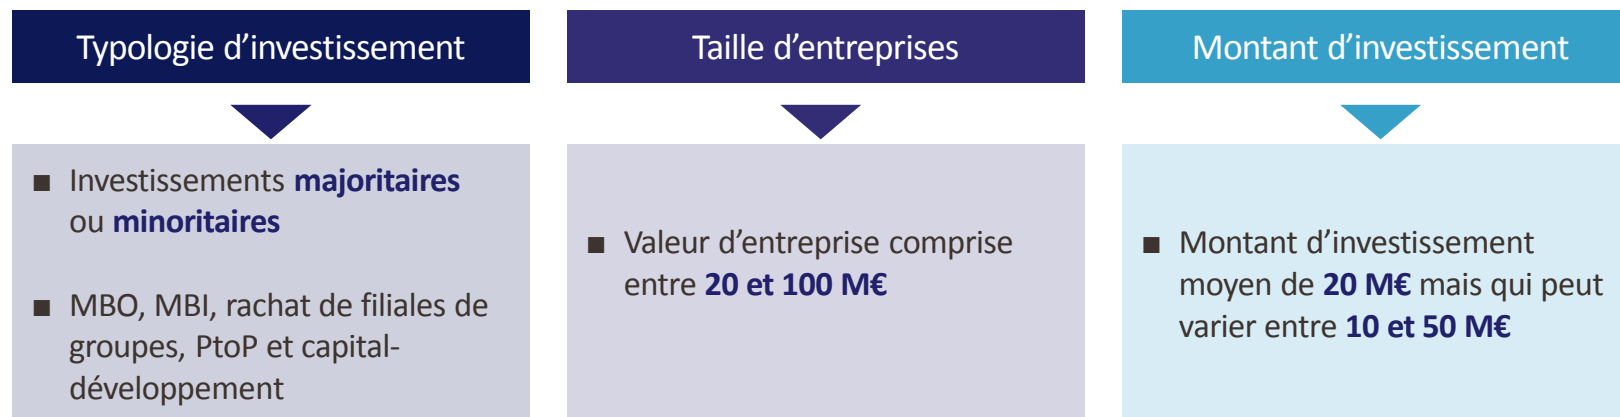 Typologie d’investissement
■ Investissements majoritaires
ou minoritaires
■ MBO, MBI, rachat de filiales de
groupes, PtoP et capital-
développement
Taille d’entreprises
■ Valeur d’entreprise comprise
entre 20 et 100 M€
Montant d’investissement
■ Montant d’investissement
moyen de 20 M€ mais qui peut
varier entre 10 et 50 M€